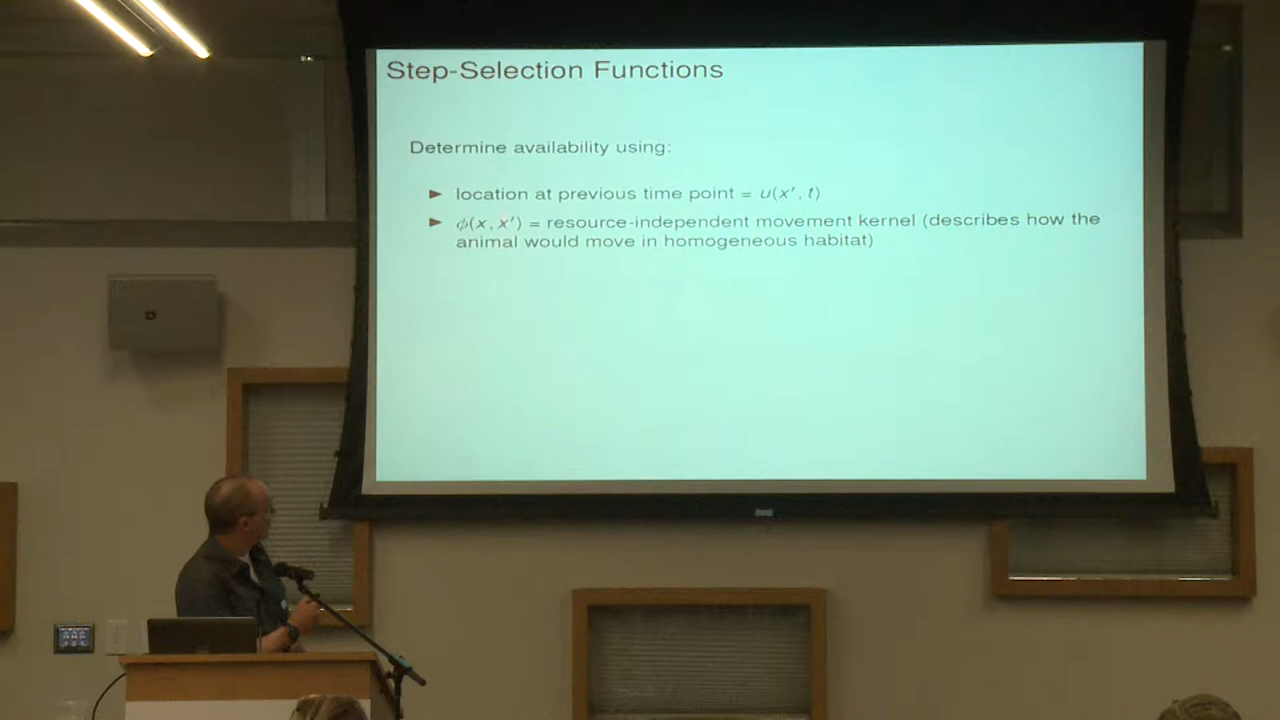 Step-Selection Functions
Determine availability using:
► location at previous time point = u(x′, t)
► ϕ(x, x′) = resource-independent movement kernel (describes how the
animal would move in homogeneous habitat)